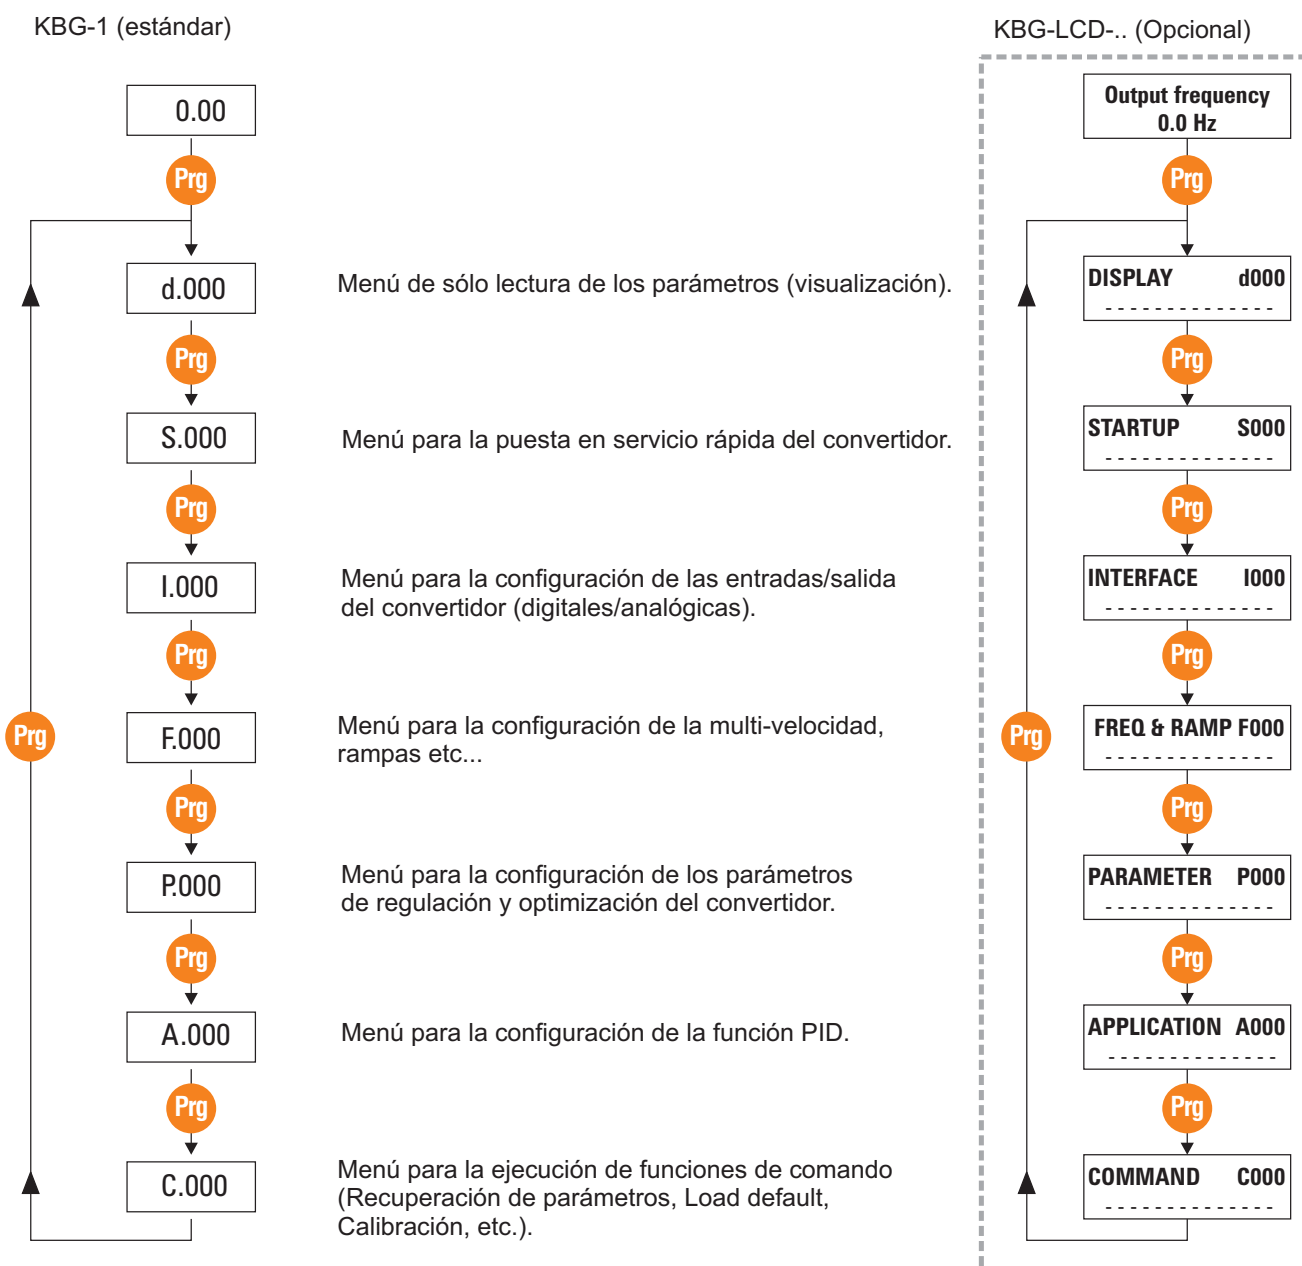 KBG-1 (estándar)
0.00
Prg
d.000
Menú de sólo lectura de los parámetros (visualización).
Prg
S.000
Menú para la puesta en servicio rápida del convertidor.
Prg
I.000
Menú para la configuración de las entradas/salida
del convertidor (digitales/analógicas).
Prg
F.000
Menú para la configuración de la multi-velocidad,
rampas etc...
Prg
Prg
P.000
Menú para la configuración de los parámetros
de regulación y optimización del convertidor.
Prg
A.000
Menú para la configuración de la función PID.
Prg
C.000
Menú para la ejecución de funciones de comando
(Recuperación de parámetros, Load default,
Calibración, etc.).
KBG-LCD-.. (Opcional)
Output frequency
0.0 Hz
Prg
DISPLAY d000
- - - - - - - - - - - - - -
Prg
STARTUP S000
- - - - - - - - - - - - - -
Prg
INTERFACE I000
- - - - - - - - - - - - - -
Prg
FREQ & RAMP F000
- - - - - - - - - - - - - -
Prg
Prg
PARAMETER P000
- - - - - - - - - - - - - -
Prg
APPLICATION A000
- - - - - - - - - - - - - -
Prg
COMMAND C000
- - - - - - - - - - - - - -